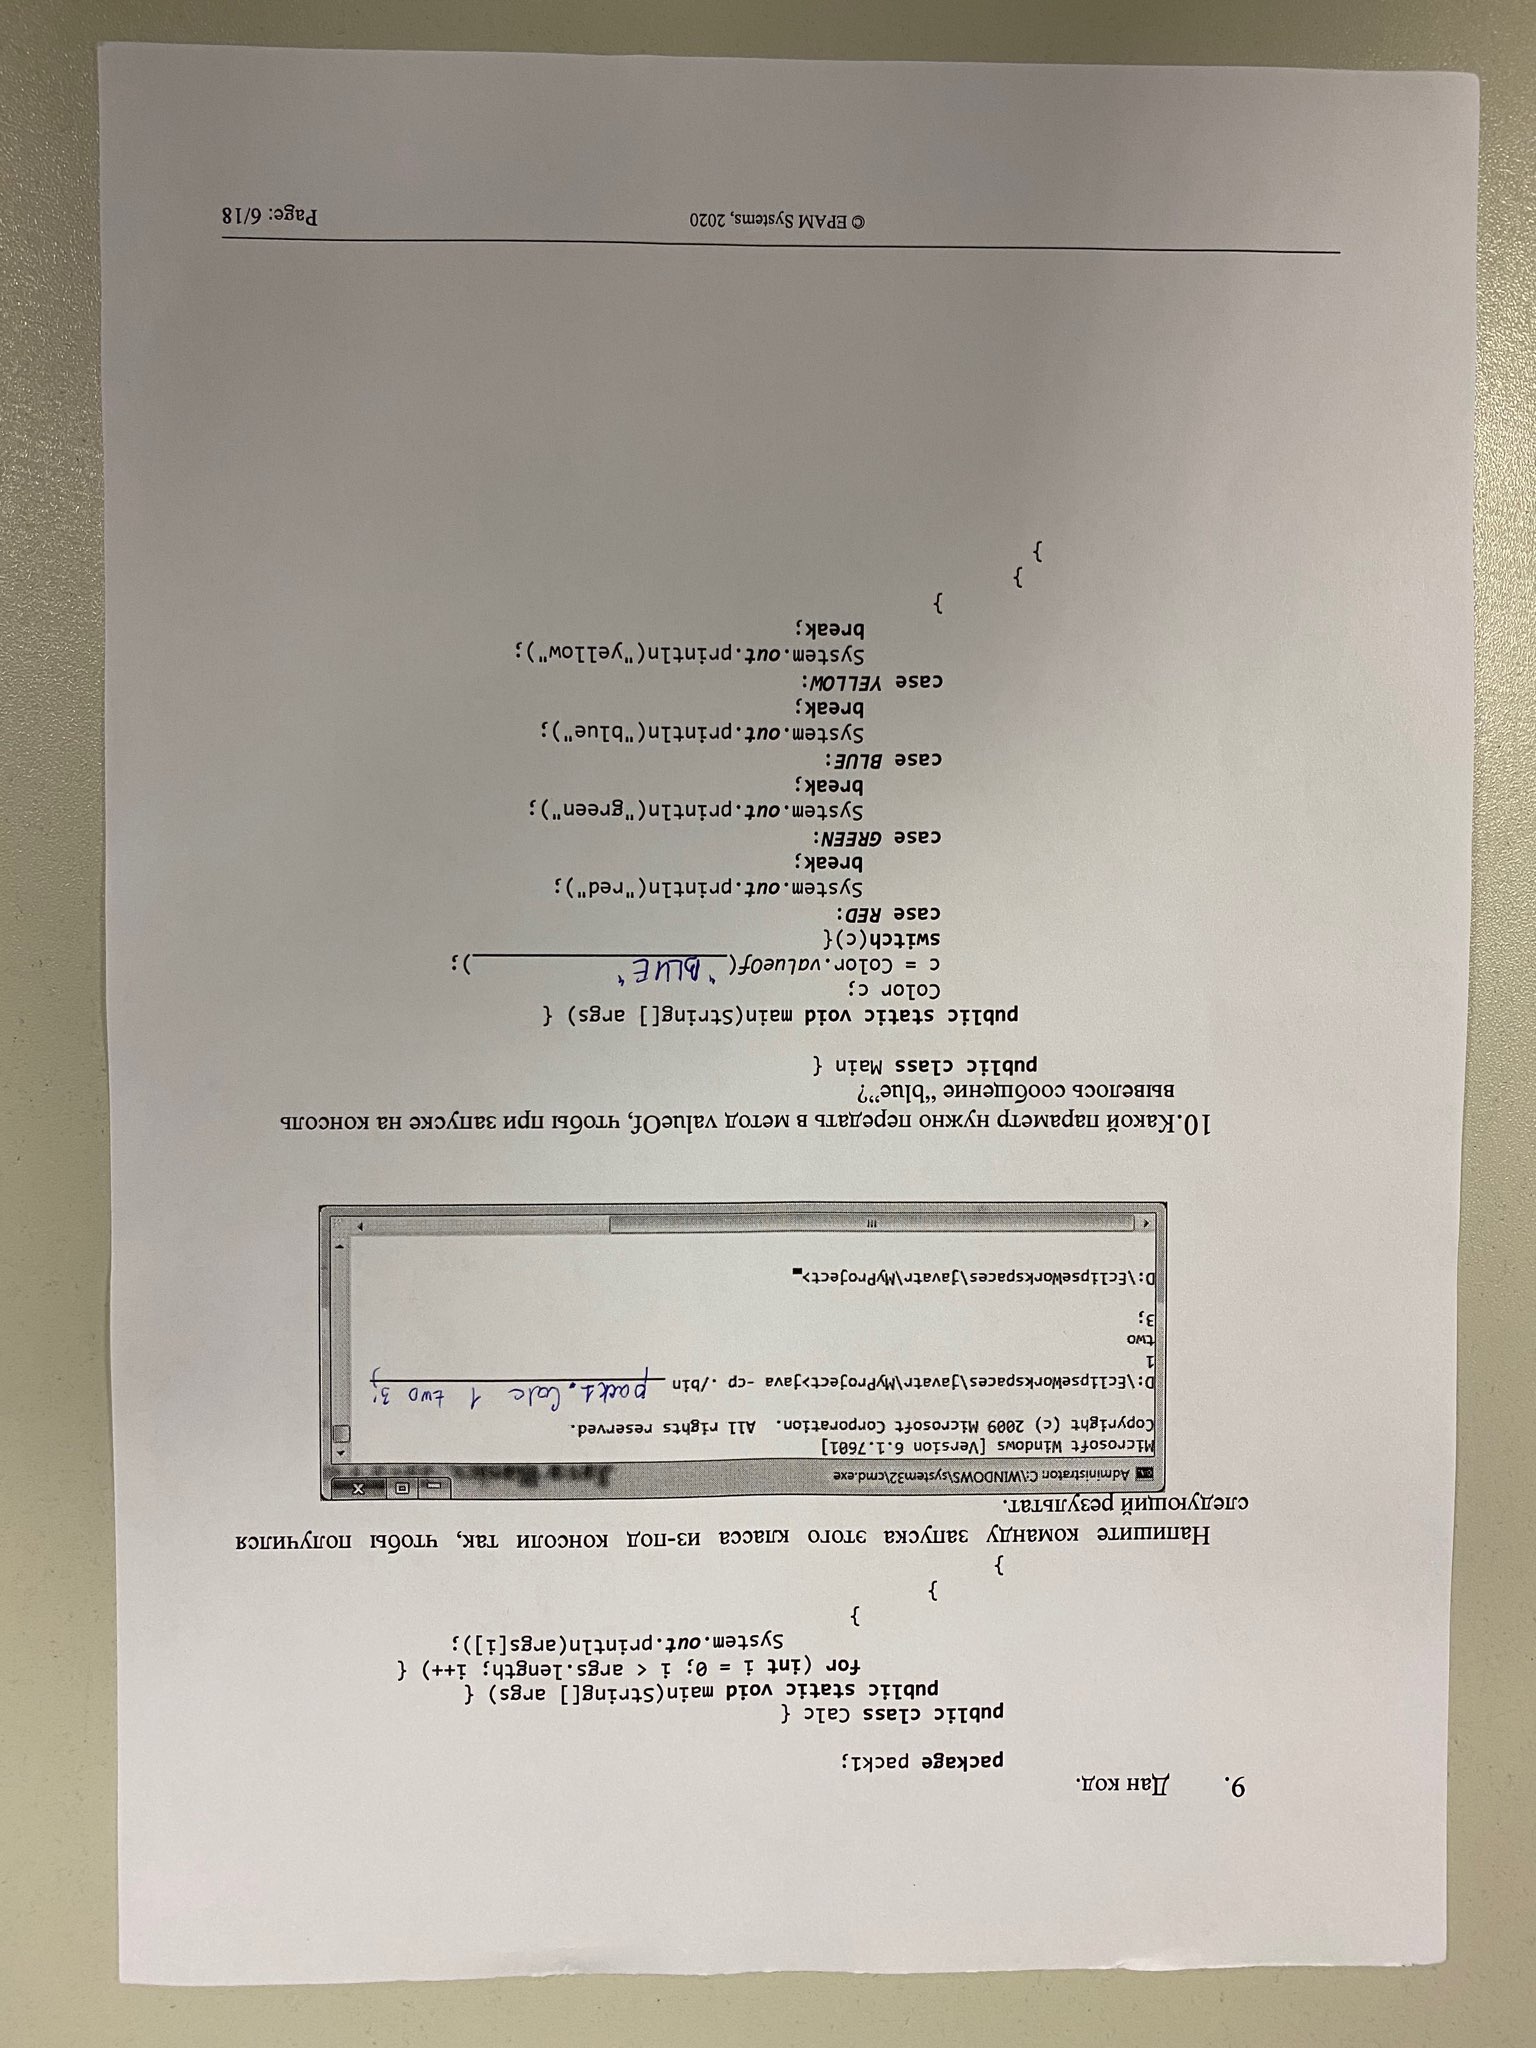 9. Дан код.
package pack1;
public class Calc {
public static void main(String[] args) {
for (int i = 0; i < args.length; i++) {
System.out.println(args[i]);
}
}
}
Напишите команду запуска этого класса из-под консоли так, чтобы получился
следующий результат.
Administrator: C:\WINDOWS\system32\cmd.exe
Microsoft Windows [Version 6.1.7601]
Copyright (c) 2009 Microsoft Corporation. All rights reserved.
D:\EclipseWorkspaces\javatr\MyProject>java -cp ./bin pack1.Calc 1 two 3;
1
two
3;
D:\EclipseWorkspaces\javatr\MyProject>
10.Какой параметр нужно передать в метод valueOf, чтобы при запуске на консоль
вывелось сообщение “blue”?
public class Main {
public static void main(String[] args) {
Color c;
c = Color.valueOf( "BLUE" );
switch(c){
case RED:
System.out.println("red");
break;
case GREEN:
System.out.println("green");
break;
case BLUE:
System.out.println("blue");
break;
case YELLOW:
System.out.println("yellow");
break;
}
}
}
© EPAM Systems, 2020 Page: 6/18